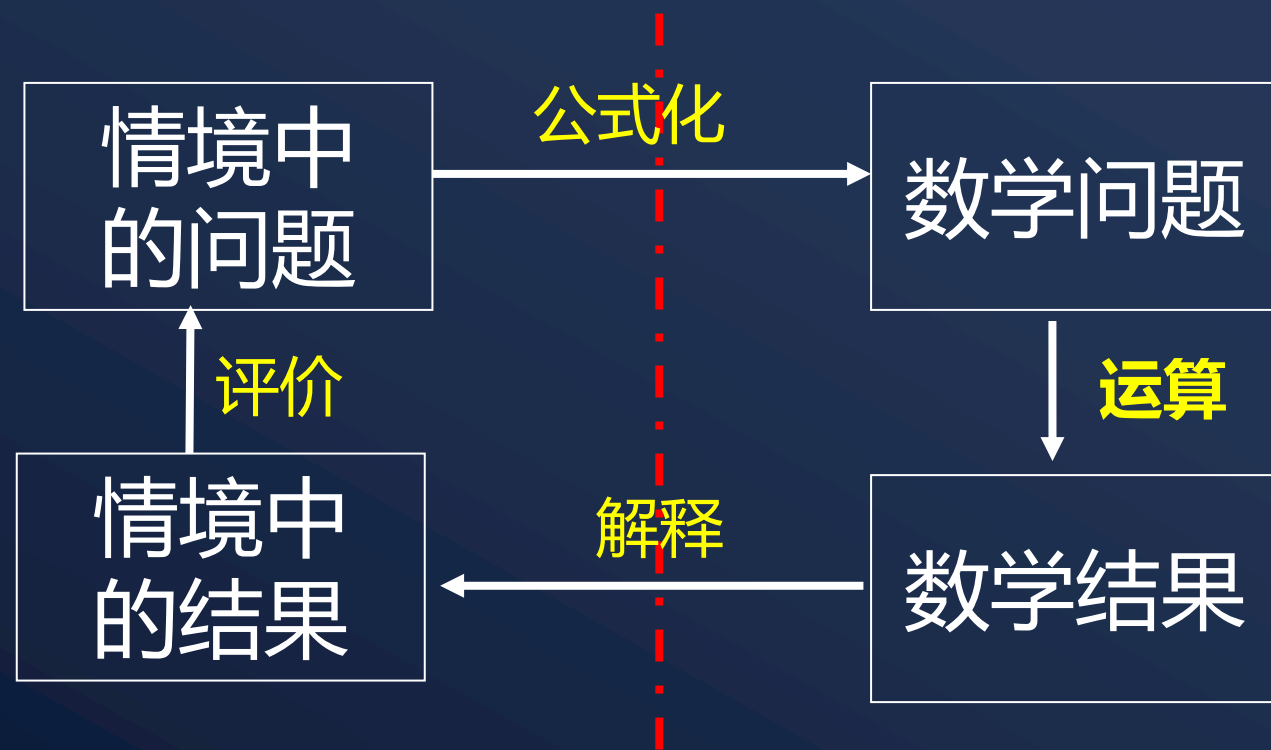 公式化
情境中
的问题
数学问题
评价
运算
情境中
的结果
解释
数学结果